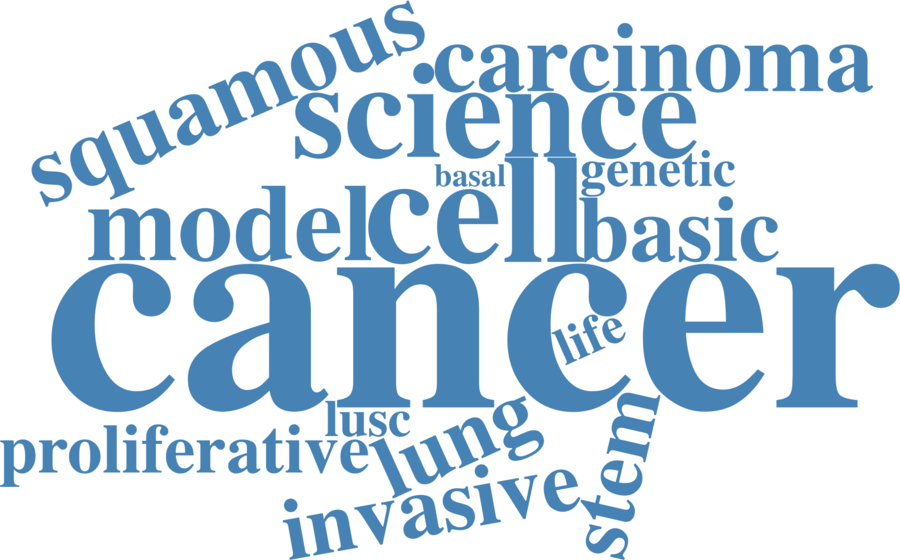 squamous
carcinoma
science
basal
genetic
model
cell
basic
cancer
life
lusc
proliferative
lung
stem
invasive